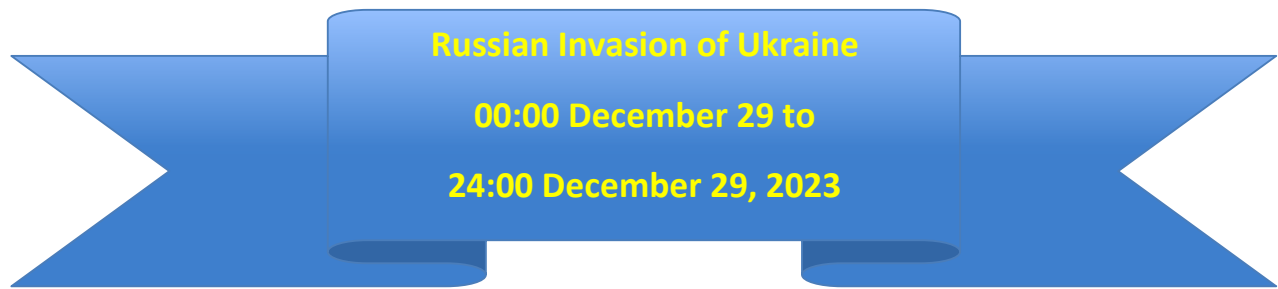 Russian Invasion of Ukraine
00:00 December 29 to
24:00 December 29, 2023